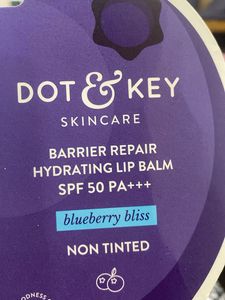 DOT & KEY
SKINCARE
BARRIER REPAIR
HYDRATING LIP BALM
SPF 50 PA+++
blueberry bliss
NON TINTED